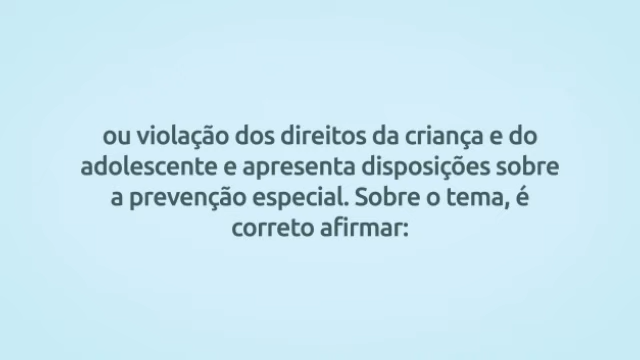 ou violação dos direitos da criança e do
adolescente e apresenta disposições sobre
a prevenção especial. Sobre o tema, é
correto afirmar: